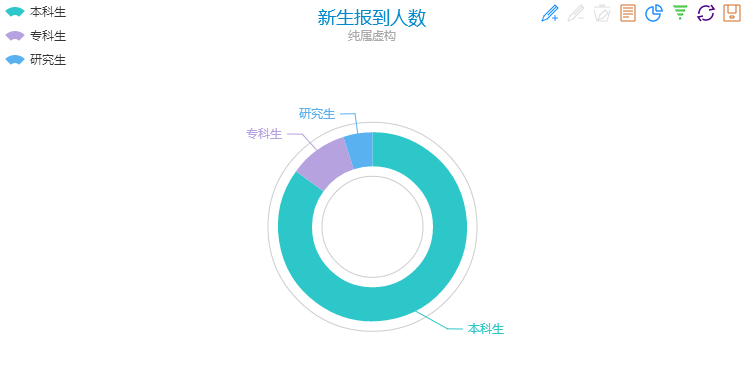 本科生
专科生
研究生
新生报到人数
纯属虚构
研究生
专科生
本科生